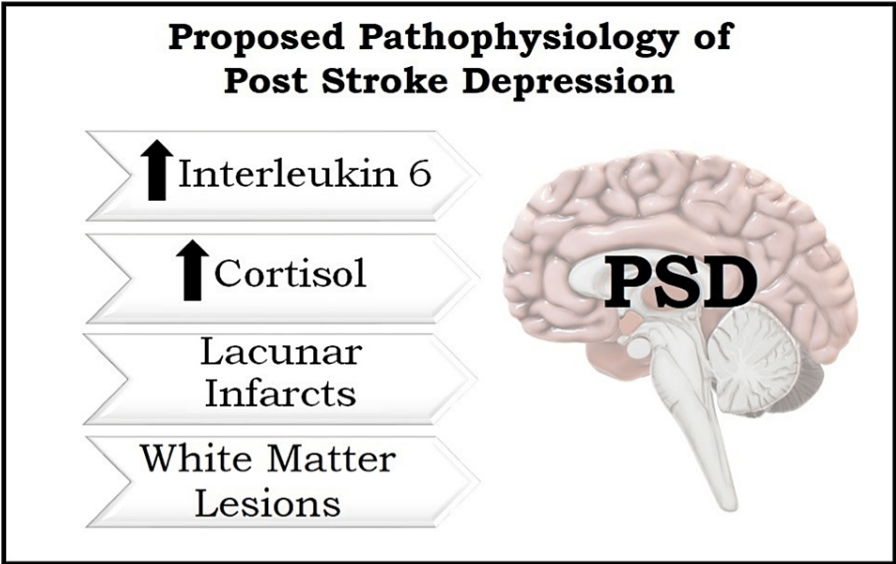 Proposed Pathophysiology of
Post Stroke Depression
Interleukin 6
Cortisol
Lacunar
Infarcts
White Matter
Lesions
PSD